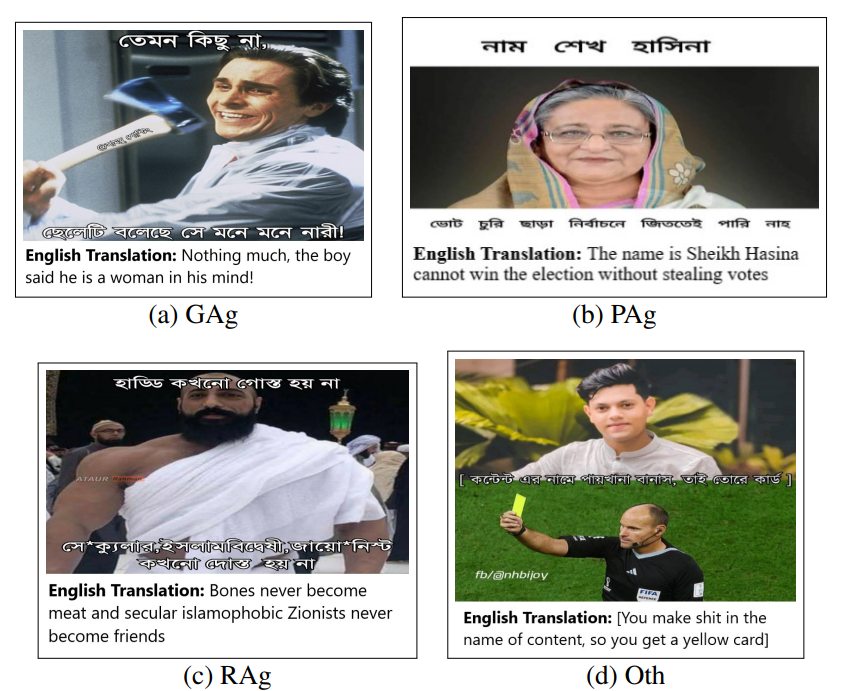 তেমন কিছু না,
সেলফ মেইড
ছেলেটি বলেছে সে মনে মনে নারী!
English Translation: Nothing much, the boy
said he is a woman in his mind!
(a) GAg
নাম শেখ হাসিনা
ভোট চুরি ছাড়া নির্বাচনে জিততেই পারি নাহ
English Translation: The name is Sheikh Hasina
cannot win the election without stealing votes
(b) PAg
হাড্ডি কখনো গোস্ত হয় না
ATAUR
সে*ক্যুলার,ইসলামবিদ্বেষী,জায়ো*নিস্ট
কখনো দোস্ত হয় না
English Translation: Bones never become
meat and secular islamophobic Zionists never
become friends
(c) RAg
[ কন্টেন্ট এর নামে পায়খানা বানাস, তাই তোরে কার্ড ]
fb/@nhbijoy
FIFA
English Translation: [You make shit in the
name of content, so you get a yellow card]
(d) Oth